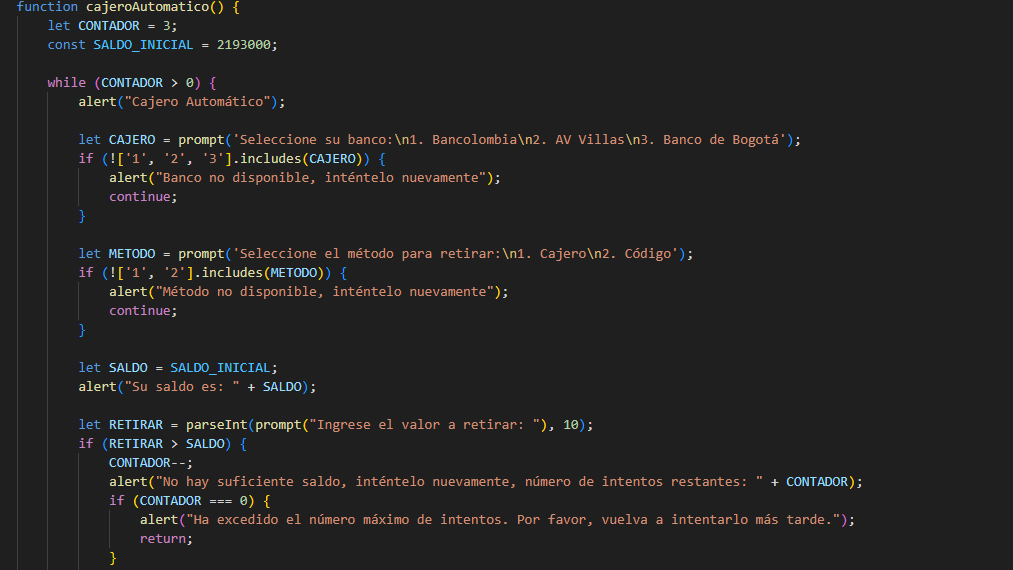 function cajeroAutomatico() {
let CONTADOR = 3;
const SALDO_INICIAL = 2193000;
while (CONTADOR > 0) {
alert("Cajero Automático");
let CAJERO = prompt('Seleccione su banco:\n1. Bancolombia\n2. AV Villas\n3. Banco de Bogotá');
if (!['1', '2', '3'].includes(CAJERO)) {
alert("Banco no disponible, inténtelo nuevamente");
continue;
}
let METODO = prompt('Seleccione el método para retirar:\n1. Cajero\n2. Código');
if (!['1', '2'].includes(METODO)) {
alert("Método no disponible, inténtelo nuevamente");
continue;
}
let SALDO = SALDO_INICIAL;
alert("Su saldo es: " + SALDO);
let RETIRAR = parseInt(prompt("Ingrese el valor a retirar: "), 10);
if (RETIRAR > SALDO) {
CONTADOR--;
alert("No hay suficiente saldo, inténtelo nuevamente, número de intentos restantes: " + CONTADOR);
if (CONTADOR === 0) {
alert("Ha excedido el número máximo de intentos. Por favor, vuelva a intentarlo más tarde.");
return;
}